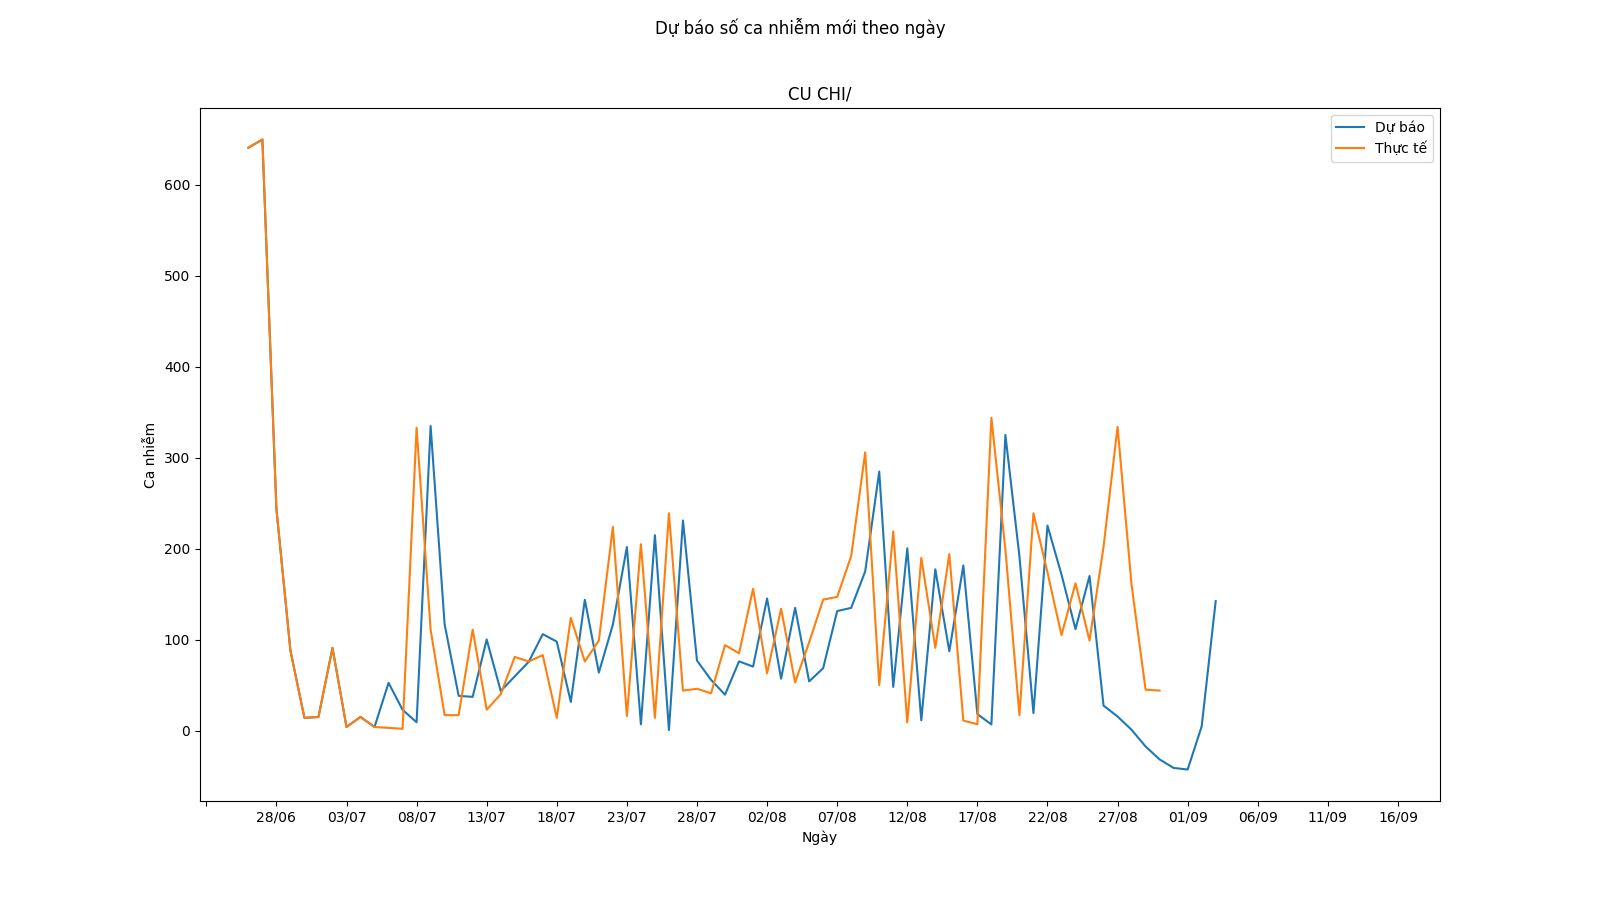 Dự báo số ca nhiễm mới theo ngày
CU CHI/
Dự báo
Thực tế
600
500
400
300
200
100
0
Ca nhiễm
28/06 03/07 08/07 13/07 18/07 23/07 28/07 02/08 07/08 12/08 17/08 22/08 27/08 01/09 06/09 11/09 16/09
Ngày